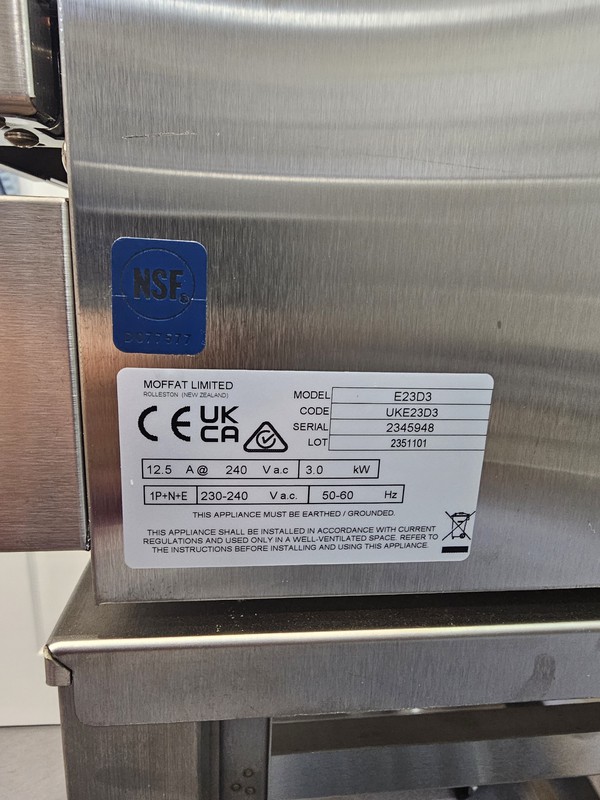 NSF®
MOFFAT LIMITED
ROLLESTON (NEW ZEALAND)
CE UK CA
MODEL E23D3
CODE UKE23D3
SERIAL 2345948
LOT 2351101
12.5 A @ 240 V a.c 3.0 kW
1P+N+E 230-240 V a.c. 50-60 Hz
THIS APPLIANCE MUST BE EARTHED / GROUNDED.
THIS APPLIANCE SHALL BE INSTALLED IN ACCORDANCE WITH CURRENT
REGULATIONS AND USED ONLY IN A WELL-VENTILATED SPACE. REFER TO
THE INSTRUCTIONS BEFORE INSTALLING AND USING THIS APPLIANCE.